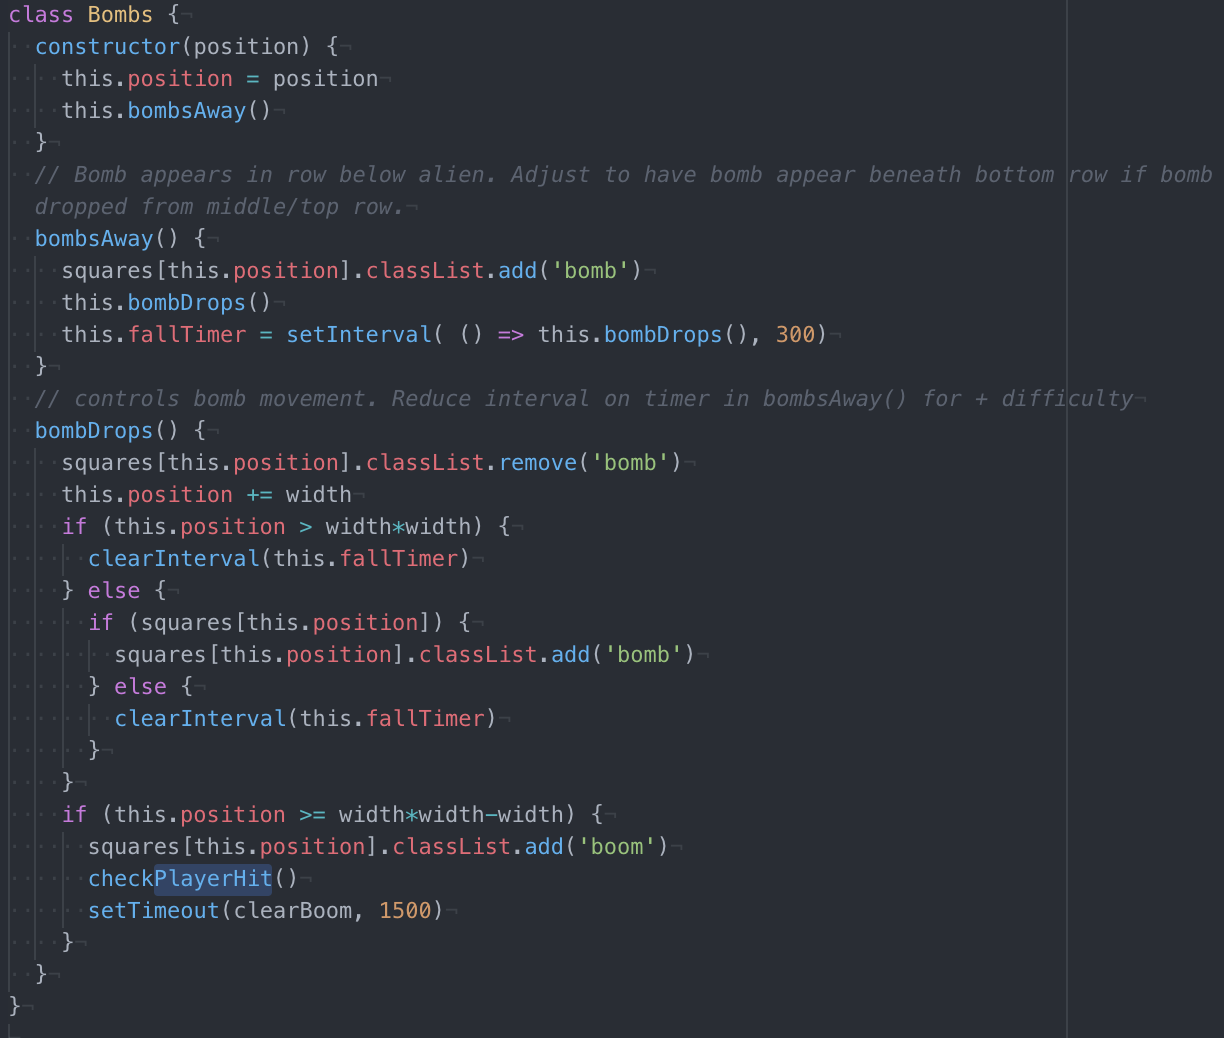 class Bombs {¬
··constructor(position) {¬
····this.position = position¬
····this.bombsAway()¬
··}¬
··// Bomb appears in row below alien. Adjust to have bomb appear beneath bottom row if bomb
dropped from middle/top row.¬
··bombsAway() {¬
····squares[this.position].classList.add('bomb')¬
····this.bombDrops()¬
····this.fallTimer = setInterval( () => this.bombDrops(), 300)¬
··}¬
··// controls bomb movement. Reduce interval on timer in bombsAway() for + difficulty¬
··bombDrops() {¬
····squares[this.position].classList.remove('bomb')¬
····this.position += width¬
····if (this.position > width*width) {¬
······clearInterval(this.fallTimer)¬
····} else {¬
······if (squares[this.position]) {¬
········squares[this.position].classList.add('bomb')¬
······} else {¬
········clearInterval(this.fallTimer)¬
······}¬
····}¬
····if (this.position >= width*width-width) {¬
······squares[this.position].classList.add('boom')¬
······checkPlayerHit()¬
······setTimeout(clearBoom, 1500)¬
····}¬
··}¬
}¬
¬